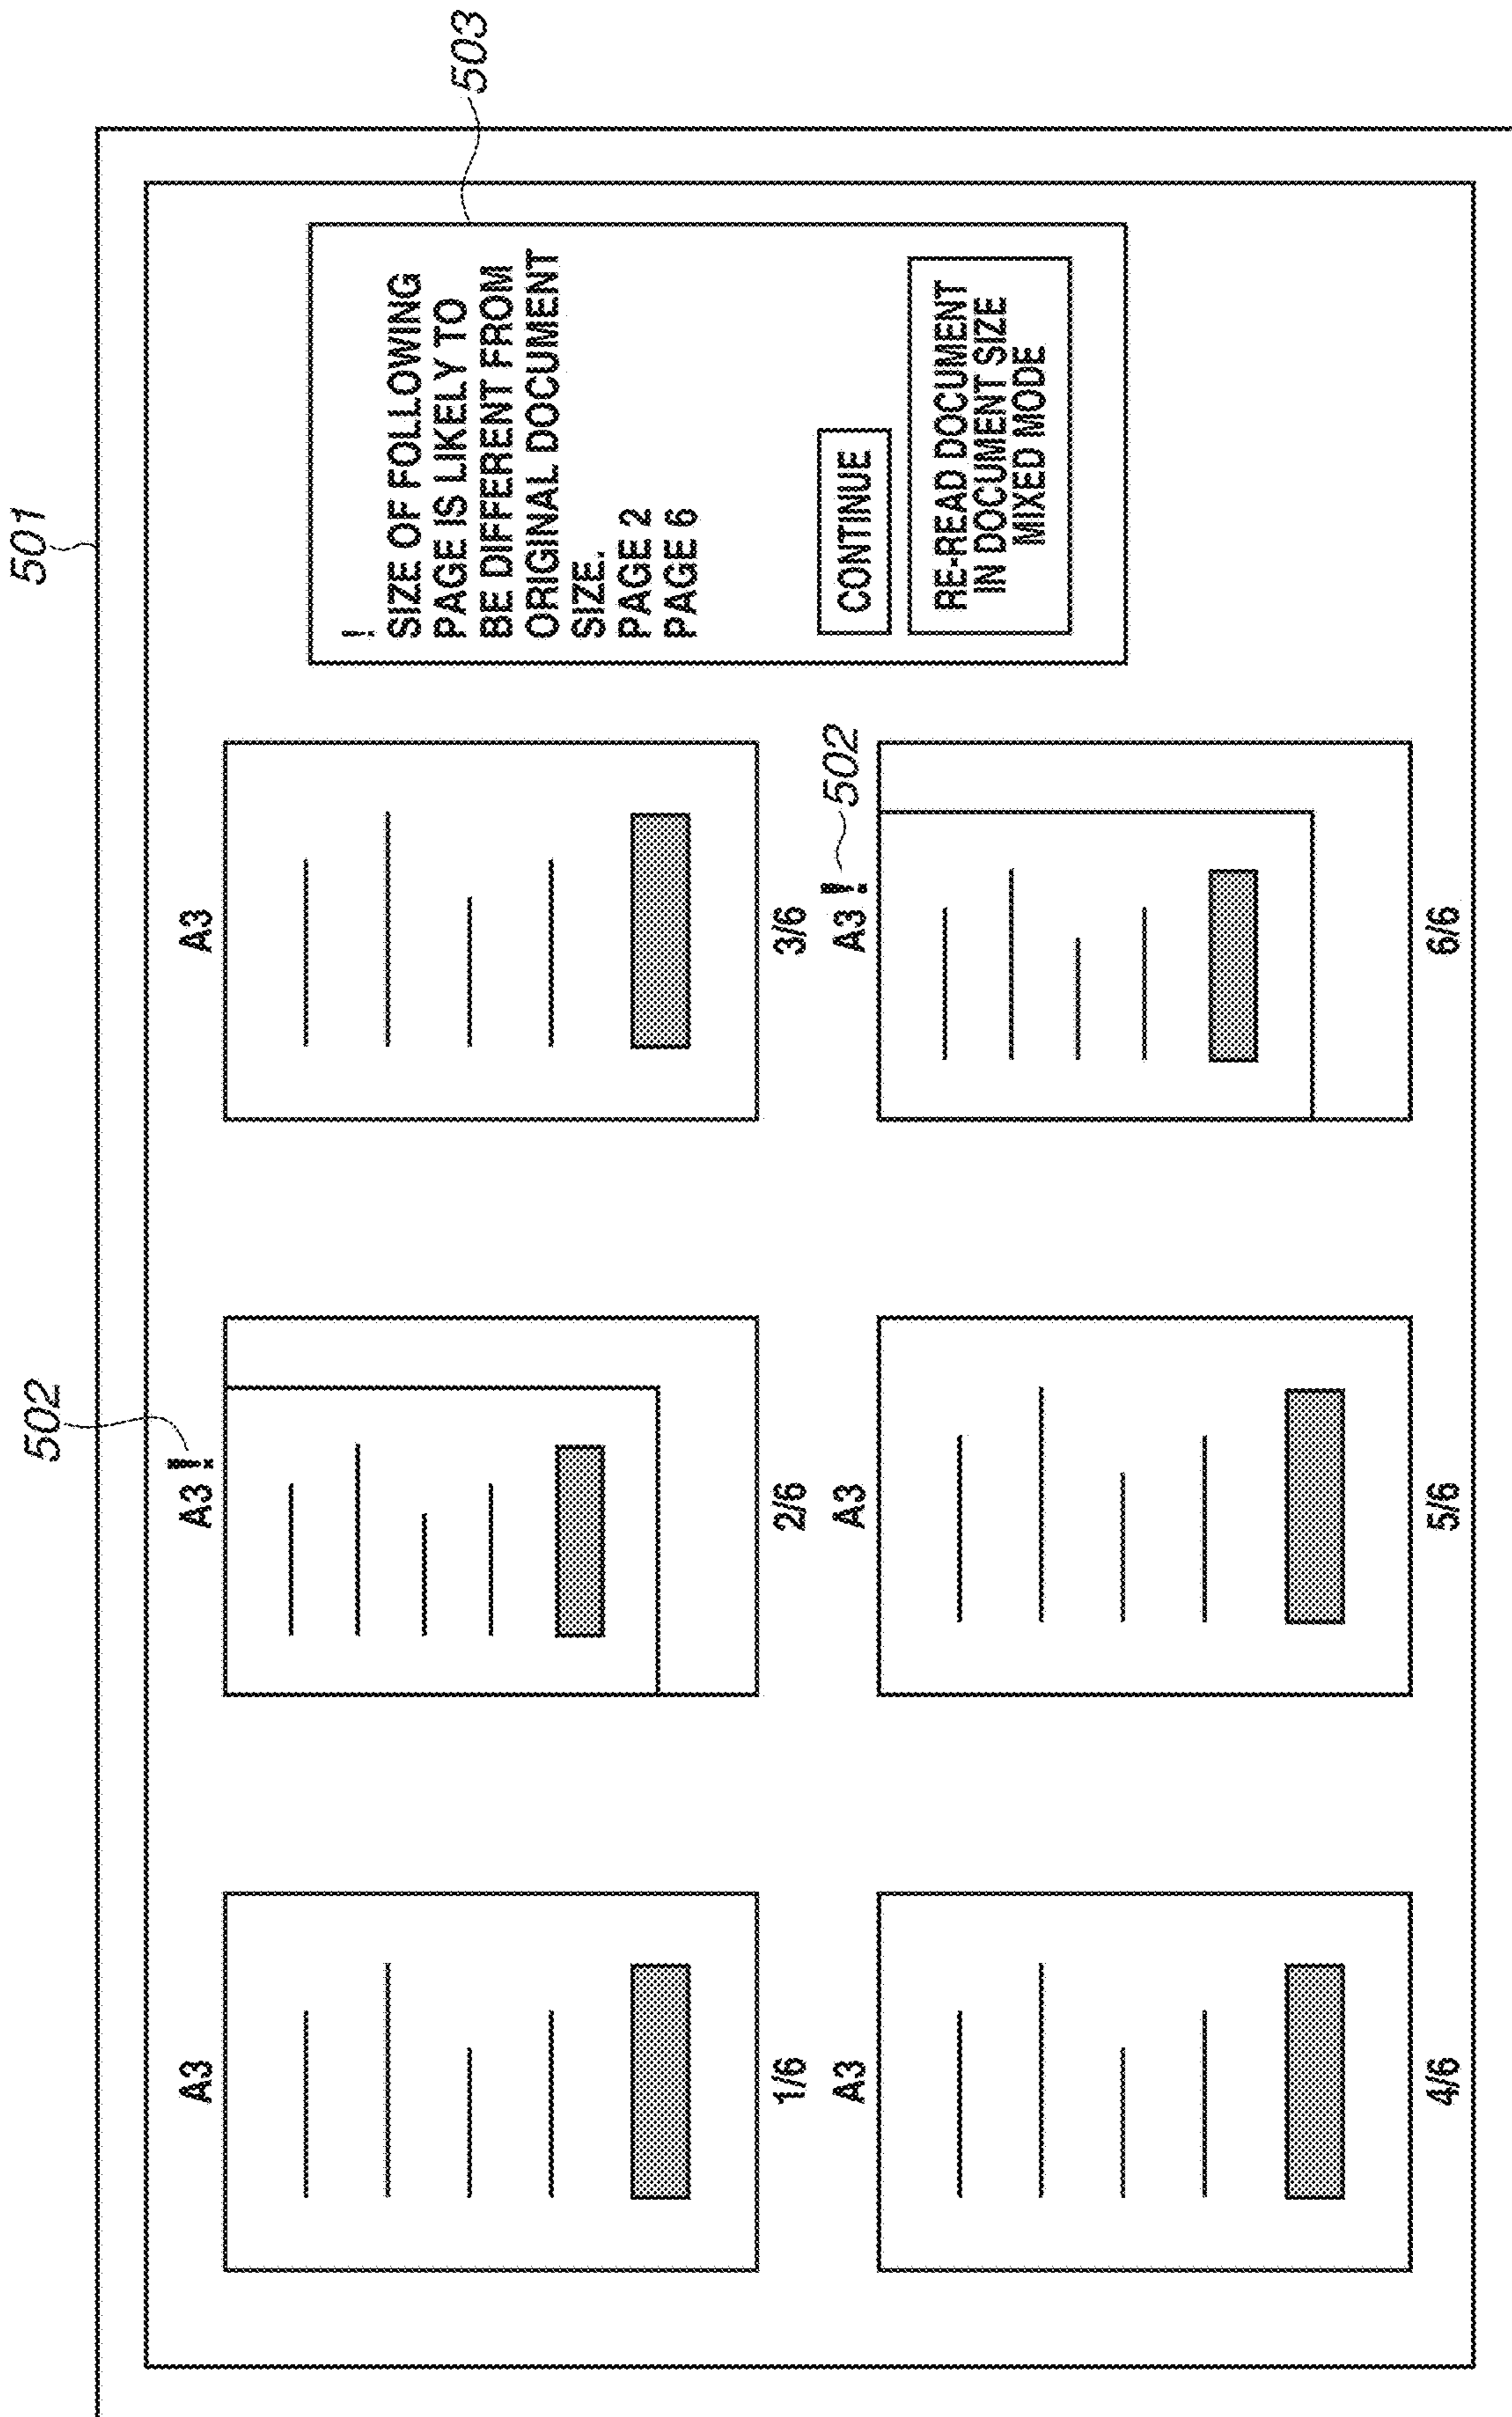 501
502
503
A3
A3 !
A3
1/6
2/6
3/6
A3
A3
A3 !
502
4/6
5/6
6/6
!
SIZE OF FOLLOWING
PAGE IS LIKELY TO
BE DIFFERENT FROM
ORIGINAL DOCUMENT
SIZE.
PAGE 2
PAGE 6
CONTINUE
RE-READ DOCUMENT
IN DOCUMENT SIZE
MIXED MODE